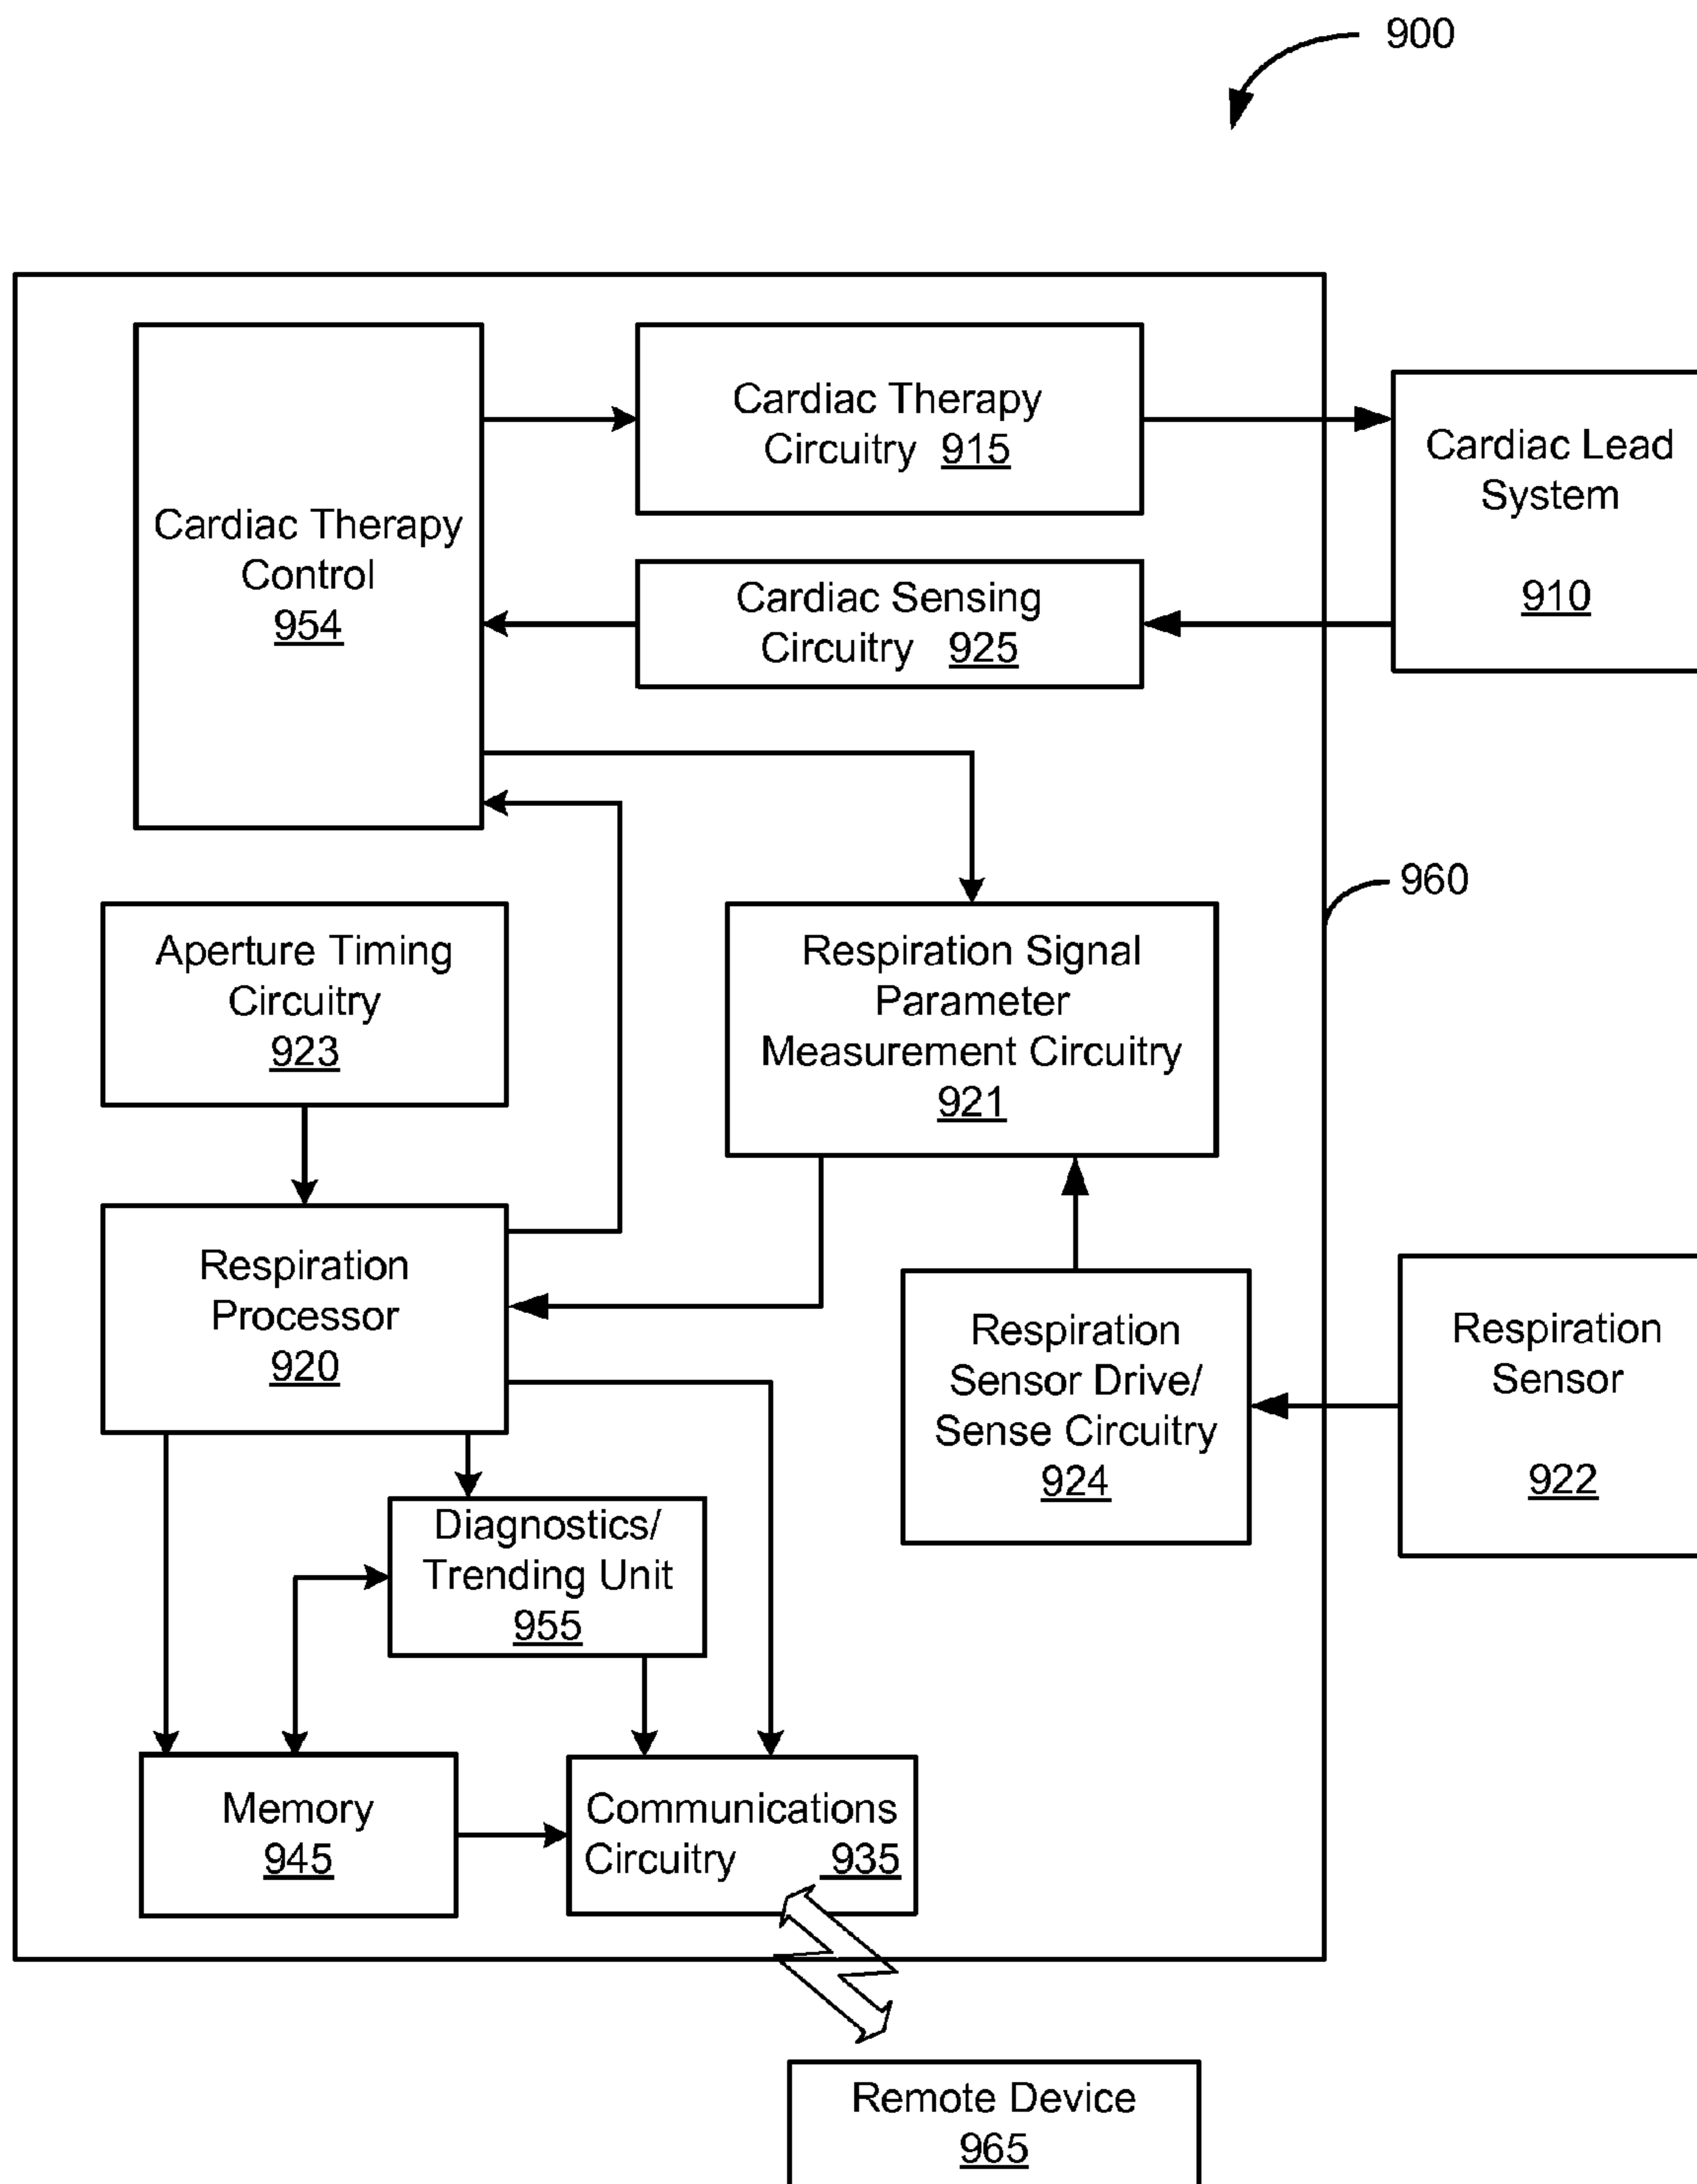 900
Cardiac Therapy
Control
954
Cardiac Therapy
Circuitry 915
Cardiac Lead
System
910
Cardiac Sensing
Circuitry 925
960
Aperture Timing
Circuitry
923
Respiration Signal
Parameter
Measurement Circuitry
921
Respiration
Processor
920
Respiration
Sensor Drive/
Sense Circuitry
924
Respiration
Sensor
922
Diagnostics/
Trending Unit
955
Memory
945
Communications
Circuitry 935
Remote Device
965